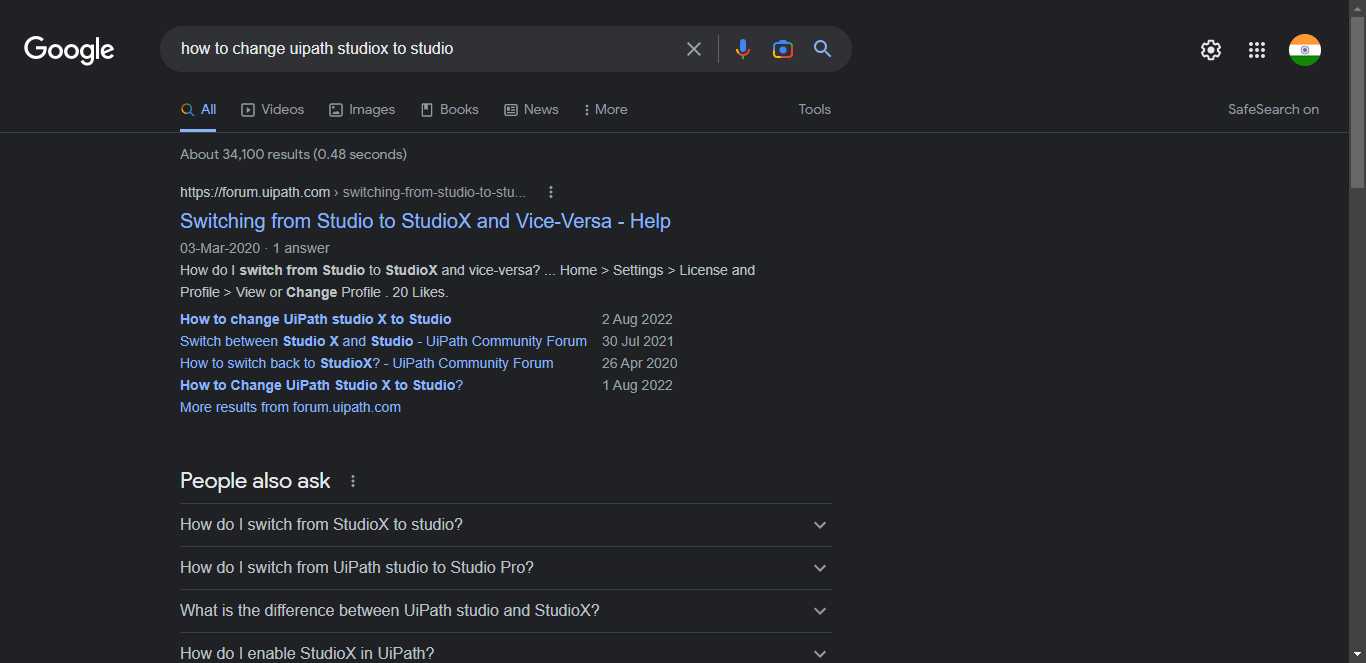 Google
how to change uipath studiox to studio
All Videos Images Books News More Tools SafeSearch on
About 34,100 results (0.48 seconds)
https://forum.uipath.com › switching-from-studio-to-stu...
Switching from Studio to StudioX and Vice-Versa - Help
03-Mar-2020 · 1 answer
How do I switch from Studio to StudioX and vice-versa? ... Home > Settings > License and
Profile > View or Change Profile . 20 Likes.
How to change UiPath studio X to Studio 2 Aug 2022
Switch between Studio X and Studio - UiPath Community Forum 30 Jul 2021
How to switch back to StudioX? - UiPath Community Forum 26 Apr 2020
How to Change UiPath Studio X to Studio? 1 Aug 2022
More results from forum.uipath.com
People also ask
How do I switch from StudioX to studio?
How do I switch from UiPath studio to Studio Pro?
What is the difference between UiPath studio and StudioX?
How do I enable StudioX in UiPath?